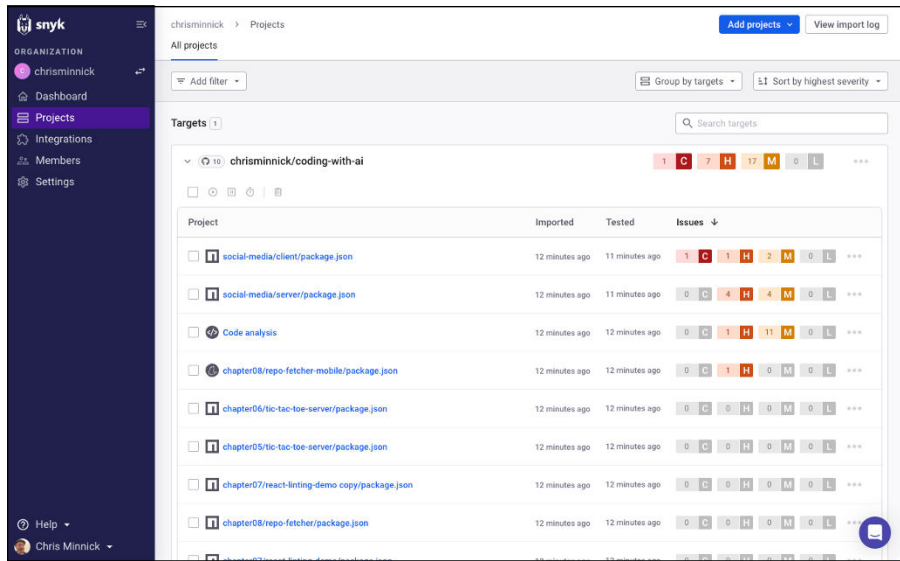 snyk
chrisminnick > Projects
Add projects
View import log
All projects
ORGANIZATION
C chrisminnick
Dashboard
Projects
Integrations
Members
Settings
Add filter
Group by targets
Sort by highest severity
Targets 1
Search targets
10 chrisminnick/coding-with-ai
1 C 7 H 17 M 0 L
Project Imported Tested Issues
social-media/client/package.json 12 minutes ago 11 minutes ago 1 C 1 H 2 M 0 L
social-media/server/package.json 12 minutes ago 11 minutes ago 0 C 4 H 4 M 0 L
Code analysis 12 minutes ago 12 minutes ago 0 C 1 H 11 M 0 L
chapter08/repo-fetcher-mobile/package.json 12 minutes ago 12 minutes ago 0 C 1 H 0 M 0 L
chapter06/tic-tac-toe-server/package.json 12 minutes ago 12 minutes ago 0 C 0 H 0 M 0 L
chapter05/tic-tac-toe-server/package.json 12 minutes ago 12 minutes ago 0 C 0 H 0 M 0 L
chapter07/react-linting-demo copy/package.json 12 minutes ago 12 minutes ago 0 C 0 H 0 M 0 L
chapter08/repo-fetcher/package.json 12 minutes ago 12 minutes ago 0 C 0 H 0 M 0 L
Help
Chris Minnick